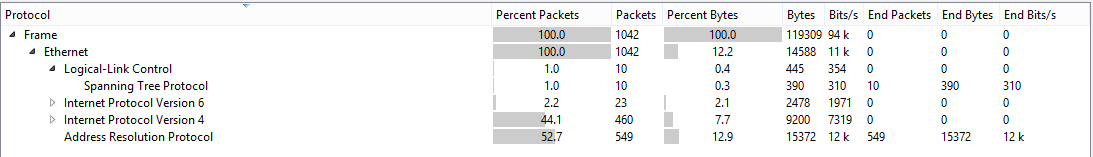 Protocol Percent Packets Packets Percent Bytes Bytes Bits/s End Packets End Bytes End Bits/s
Frame 100.0 1042 100.0 119309 94 k 0 0 0
Ethernet 100.0 1042 12.2 14588 11 k 0 0 0
Logical-Link Control 1.0 10 0.4 445 354 0 0 0
Spanning Tree Protocol 1.0 10 0.3 390 310 10 390 310
Internet Protocol Version 6 2.2 23 2.1 2478 1971 0 0 0
Internet Protocol Version 4 44.1 460 7.7 9200 7319 0 0 0
Address Resolution Protocol 52.7 549 12.9 15372 12 k 549 15372 12 k